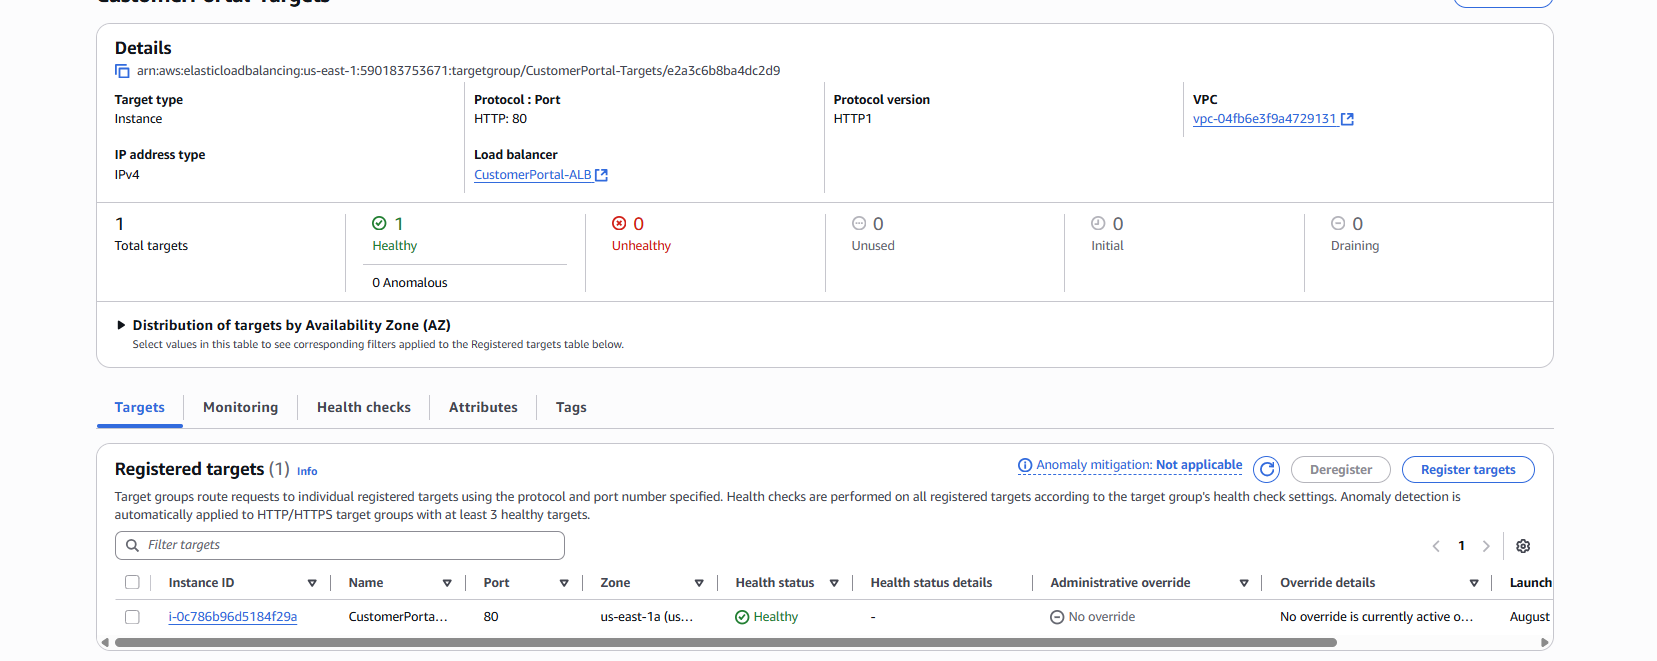 CustomerPortal-Targets
Details
arn:aws:elasticloadbalancing:us-east-1:590183753671:targetgroup/CustomerPortal-Targets/e2a3c6b8ba4dc2d9
Target type
Instance
Protocol : Port
HTTP: 80
Protocol version
HTTP1
VPC
vpc-04fb6e3f9a4729131
IP address type
IPv4
Load balancer
CustomerPortal-ALB
1
Total targets
1
Healthy
0 Anomalous
0
Unhealthy
0
Unused
0
Initial
0
Draining
Distribution of targets by Availability Zone (AZ)
Select values in this table to see corresponding filters applied to the Registered targets table below.
Targets Monitoring Health checks Attributes Tags
Registered targets (1) Info
Anomaly mitigation: Not applicable Deregister Register targets
Target groups route requests to individual registered targets using the protocol and port number specified. Health checks are performed on all registered targets according to the target group's health check settings. Anomaly detection is
automatically applied to HTTP/HTTPS target groups with at least 3 healthy targets.
Filter targets
1
Instance ID Name Port Zone Health status Health status details Administrative override Override details Launch
i-0c786b96d5184f29a CustomerPorta... 80 us-east-1a (us... Healthy - No override No override is currently active o... August